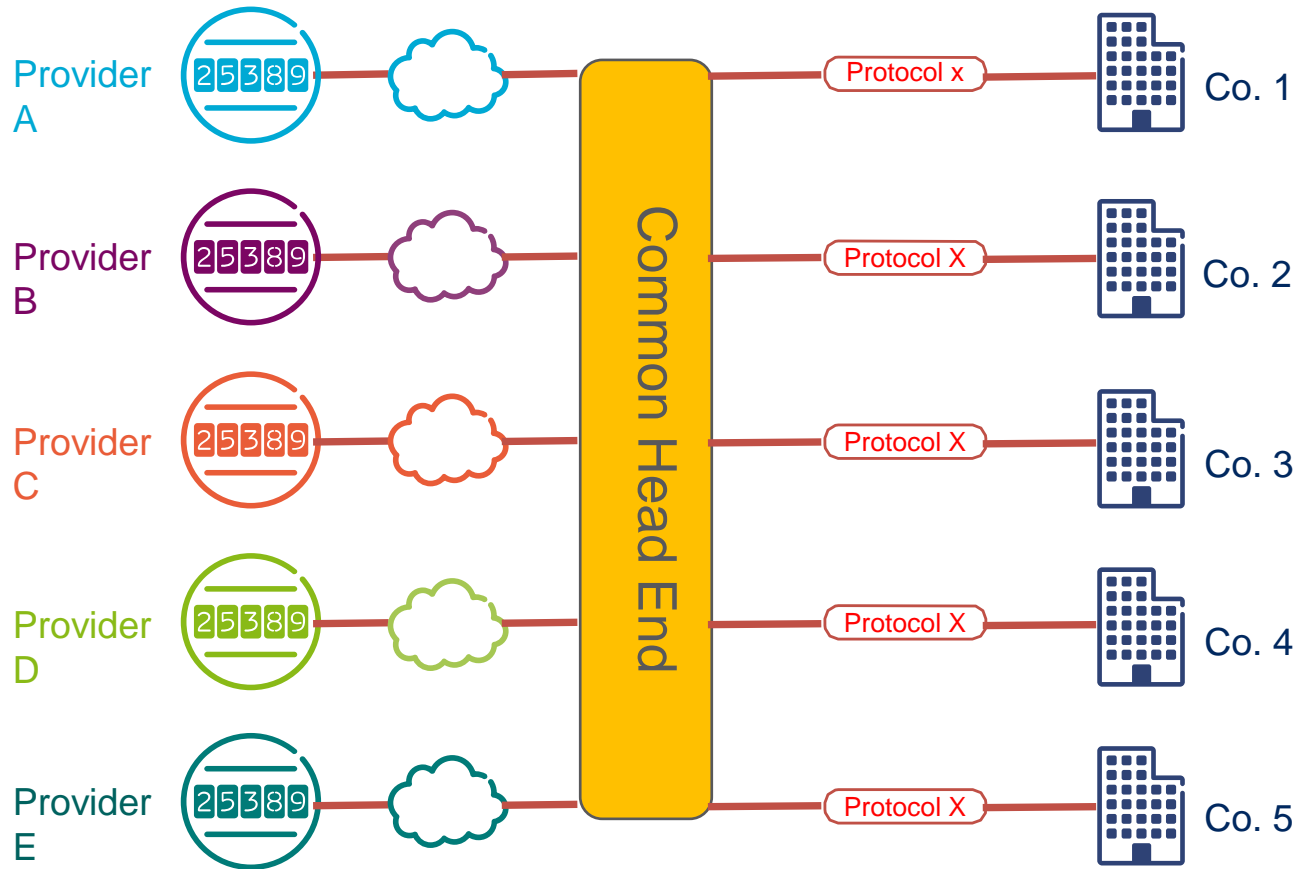 Provider
A
25389
Protocol x
Co. 1
Provider
B
25389
Protocol X
Co. 2
Common Head End
Provider
C
25389
Protocol X
Co. 3
Provider
D
25389
Protocol X
Co. 4
Provider
E
25389
Protocol X
Co. 5